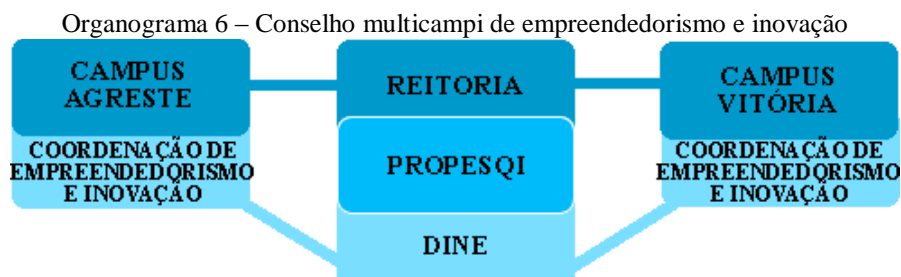 Organograma 6 – Conselho multicampi de empreendedorismo e inovação
CAMPUS
AGRESTE
COORDENAÇÃO DE
EMPREENDEDORISMO
E INOVAÇÃO
REITORIA
PROPESQI
DINE
CAMPUS
VITÓRIA
COORDENAÇÃO DE
EMPREENDEDORISMO
E INOVAÇÃO